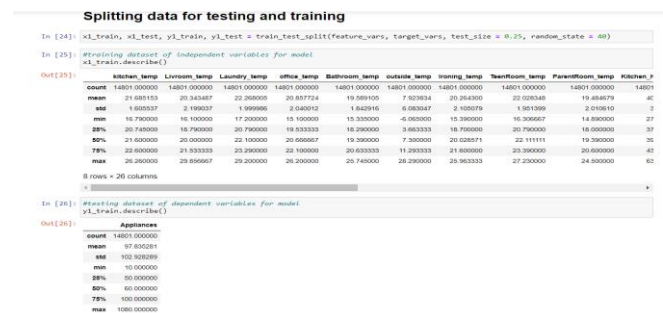 Splitting data for testing and training
In [24]: x1_train, x1_test, y1_train, y1_test = train_test_split(feature_vars, target_vars, test_size = 0.25, random_state = 40)
In [25]: #training dataset of independent variables for model
x1_train.describe()
Out[25]:
kitchen_temp Livroom_temp Laundry_temp office_temp Bathroom_temp outside_temp Ironing_temp TeenRoom_temp ParentRoom_temp Kitchen_h
count 14801.000000 14801.000000 14801.000000 14801.000000 14801.000000 14801.000000 14801.000000 14801.000000 14801.000000 14801
mean 21.685153 20.343487 22.268005 20.857724 19.589105 7.923834 20.264300 22.028348 19.484679 40
std 1.605537 2.199037 1.999986 2.040012 1.842916 6.083047 2.105079 1.951399 2.010610 3
min 16.790000 16.100000 17.200000 15.100000 15.335000 -6.065000 15.390000 16.306667 14.890000 27
25% 20.745000 18.790000 20.790000 19.533333 18.290000 3.663333 18.700000 20.790000 18.000000 37
50% 21.600000 20.000000 22.100000 20.666667 19.390000 7.300000 20.028571 22.111111 19.390000 39
75% 22.600000 21.533333 23.290000 22.100000 20.633333 11.293333 21.600000 23.390000 20.600000 43
max 26.260000 29.856667 29.200000 26.200000 25.745000 28.290000 25.963333 27.230000 24.500000 63
8 rows × 26 columns
In [26]: #testing dataset of dependent variables for model
y1_train.describe()
Out[26]:
Appliances
count 14801.000000
mean 97.835281
std 102.928289
min 10.000000
25% 50.000000
50% 60.000000
75% 100.000000
max 1080.000000